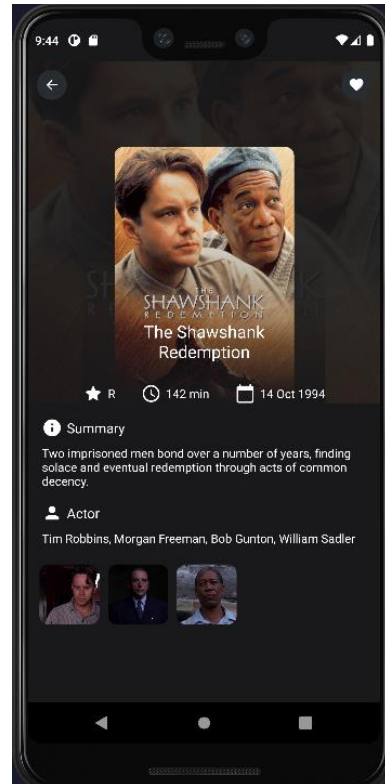 9:44
THE
SHAWSHANK
REDEMPTION
The Shawshank
Redemption
R 142 min 14 Oct 1994
Summary
Two imprisoned men bond over a number of years, finding
solace and eventual redemption through acts of common
decency.
Actor
Tim Robbins, Morgan Freeman, Bob Gunton, William Sadler